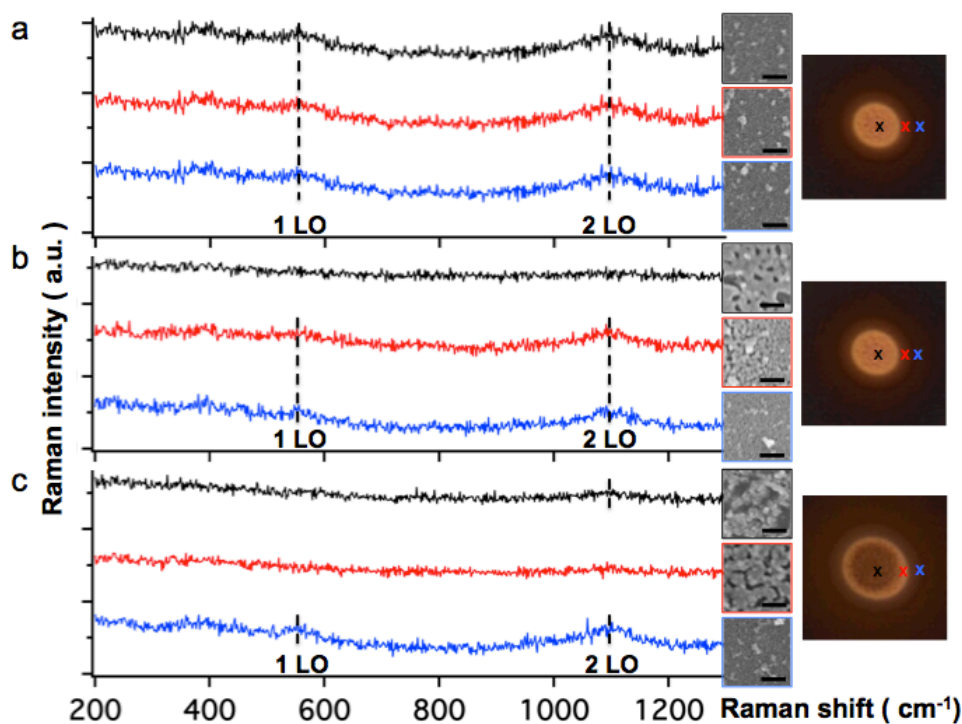 a
x x x
1 LO 2 LO
b
x x x
1 LO 2 LO
c
x x x
1 LO 2 LO
Raman intensity ( a.u. )
200 400 600 800 1000 1200
Raman shift ( cm-1)